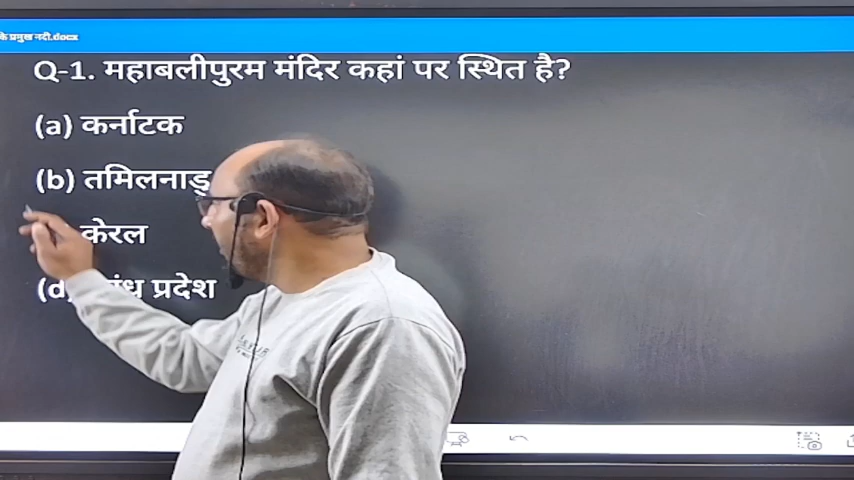 के प्रमुख नदी.docx
Q-1. महाबलीपुरम मंदिर कहां पर स्थित है?
(a) कर्नाटक
(b) तमिलनाडु
केरल
(d) प्रदेश